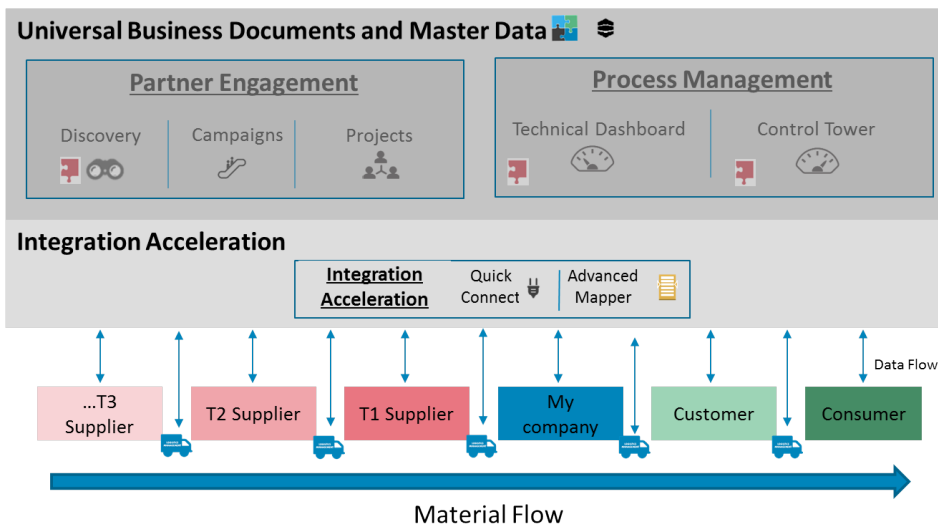 Universal Business Documents and Master Data
Partner Engagement
Process Management
Discovery
Campaigns
Projects
Technical Dashboard
Control Tower
Integration Acceleration
Integration
Acceleration
Quick
Connect
Advanced
Mapper
Data Flow
...T3
Supplier
T2 Supplier
T1 Supplier
My
company
Customer
Consumer
Material Flow